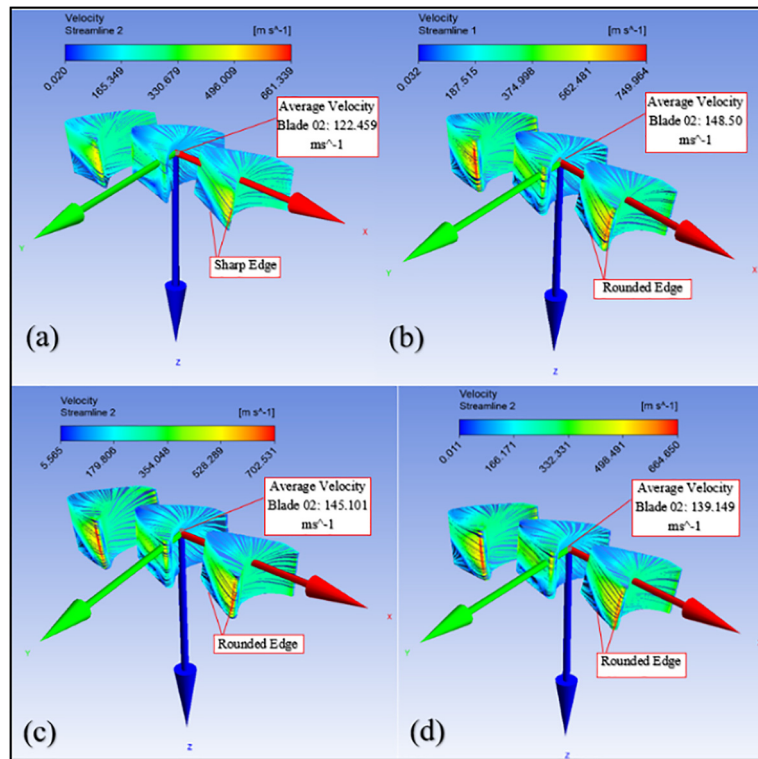 Velocity
Streamline 2
[m s^-1]
0.020
165.349
330.679
496.009
661.339
Average Velocity
Blade 02: 122.459
ms^-1
Sharp Edge
Y
X
Z
(a)
Velocity
Streamline 1
[m s^-1]
0.032
187.515
374.998
562.481
749.964
Average Velocity
Blade 02: 148.50
ms^-1
Rounded Edge
Y
X
Z
(b)
Velocity
Streamline 2
[m s^-1]
5.565
179.806
354.048
528.289
702.531
Average Velocity
Blade 02: 145.101
ms^-1
Rounded Edge
Y
X
Z
(c)
Velocity
Streamline 2
[m s^-1]
0.011
166.171
332.331
498.491
664.650
Average Velocity
Blade 02: 139.149
ms^-1
Rounded Edge
Y
Z
(d)